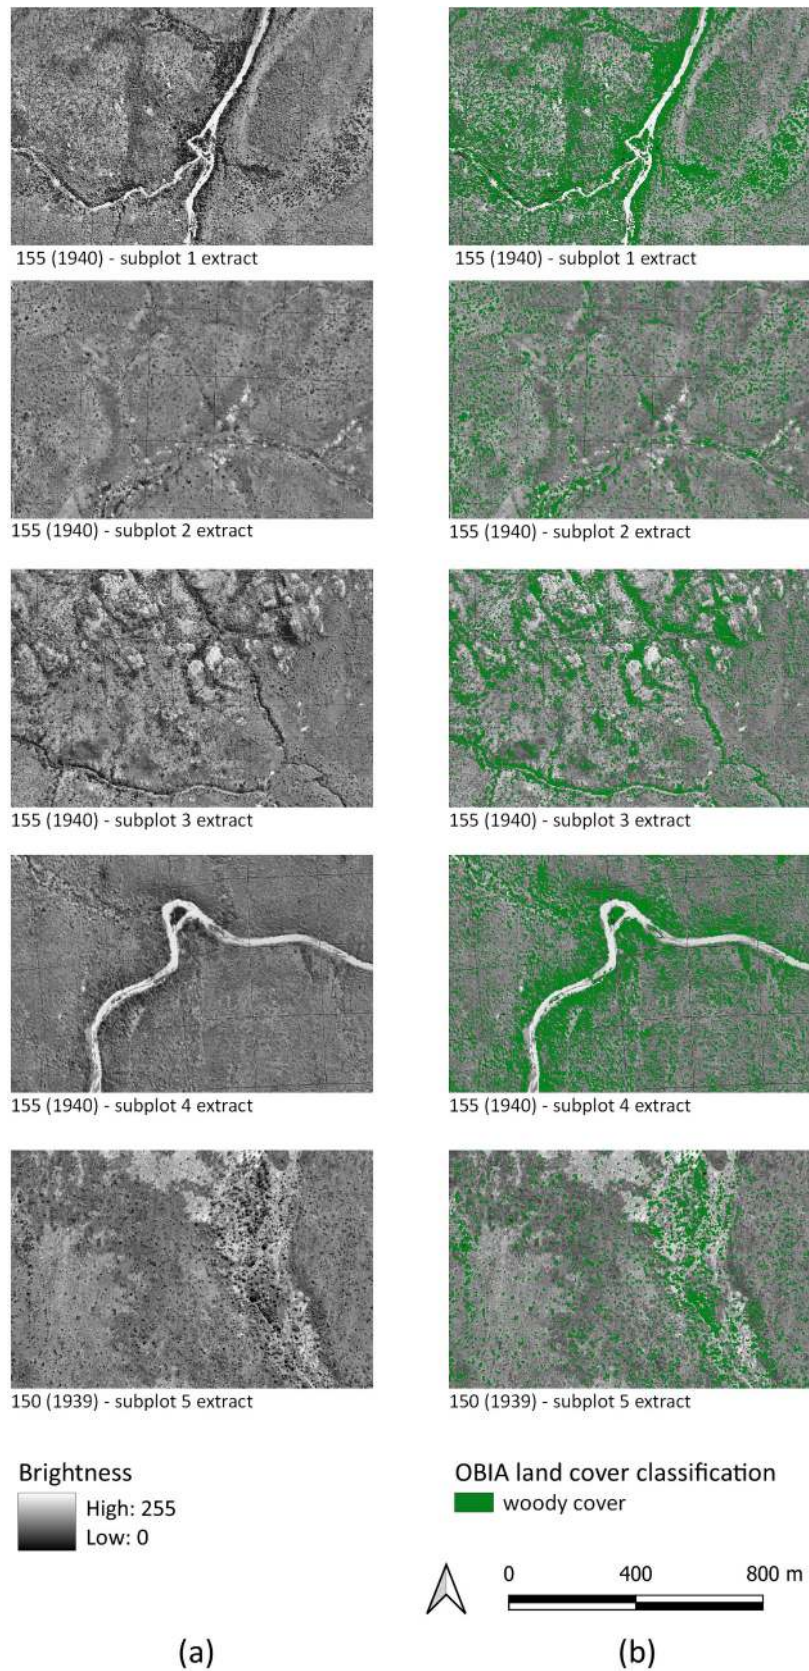 155 (1940) - subplot 1 extract
155 (1940) - subplot 1 extract
155 (1940) - subplot 2 extract
155 (1940) - subplot 2 extract
155 (1940) - subplot 3 extract
155 (1940) - subplot 3 extract
155 (1940) - subplot 4 extract
155 (1940) - subplot 4 extract
150 (1939) - subplot 5 extract
150 (1939) - subplot 5 extract
Brightness
High: 255
Low: 0
OBIA land cover classification
woody cover
0 400 800 m
(a) (b)